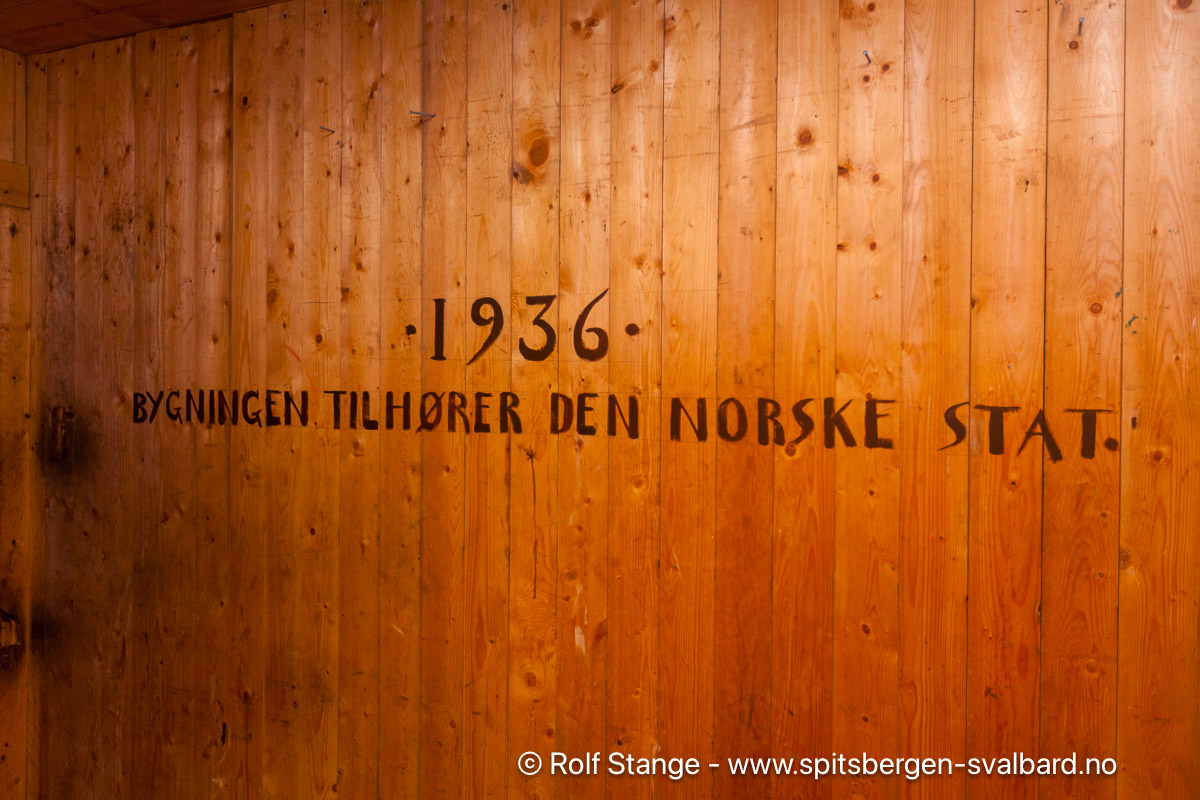 ·1936·
BYGNINGEN TILHØRER DEN NORSKE STAT.
© Rolf Stange - www.spitsbergen-svalbard.no